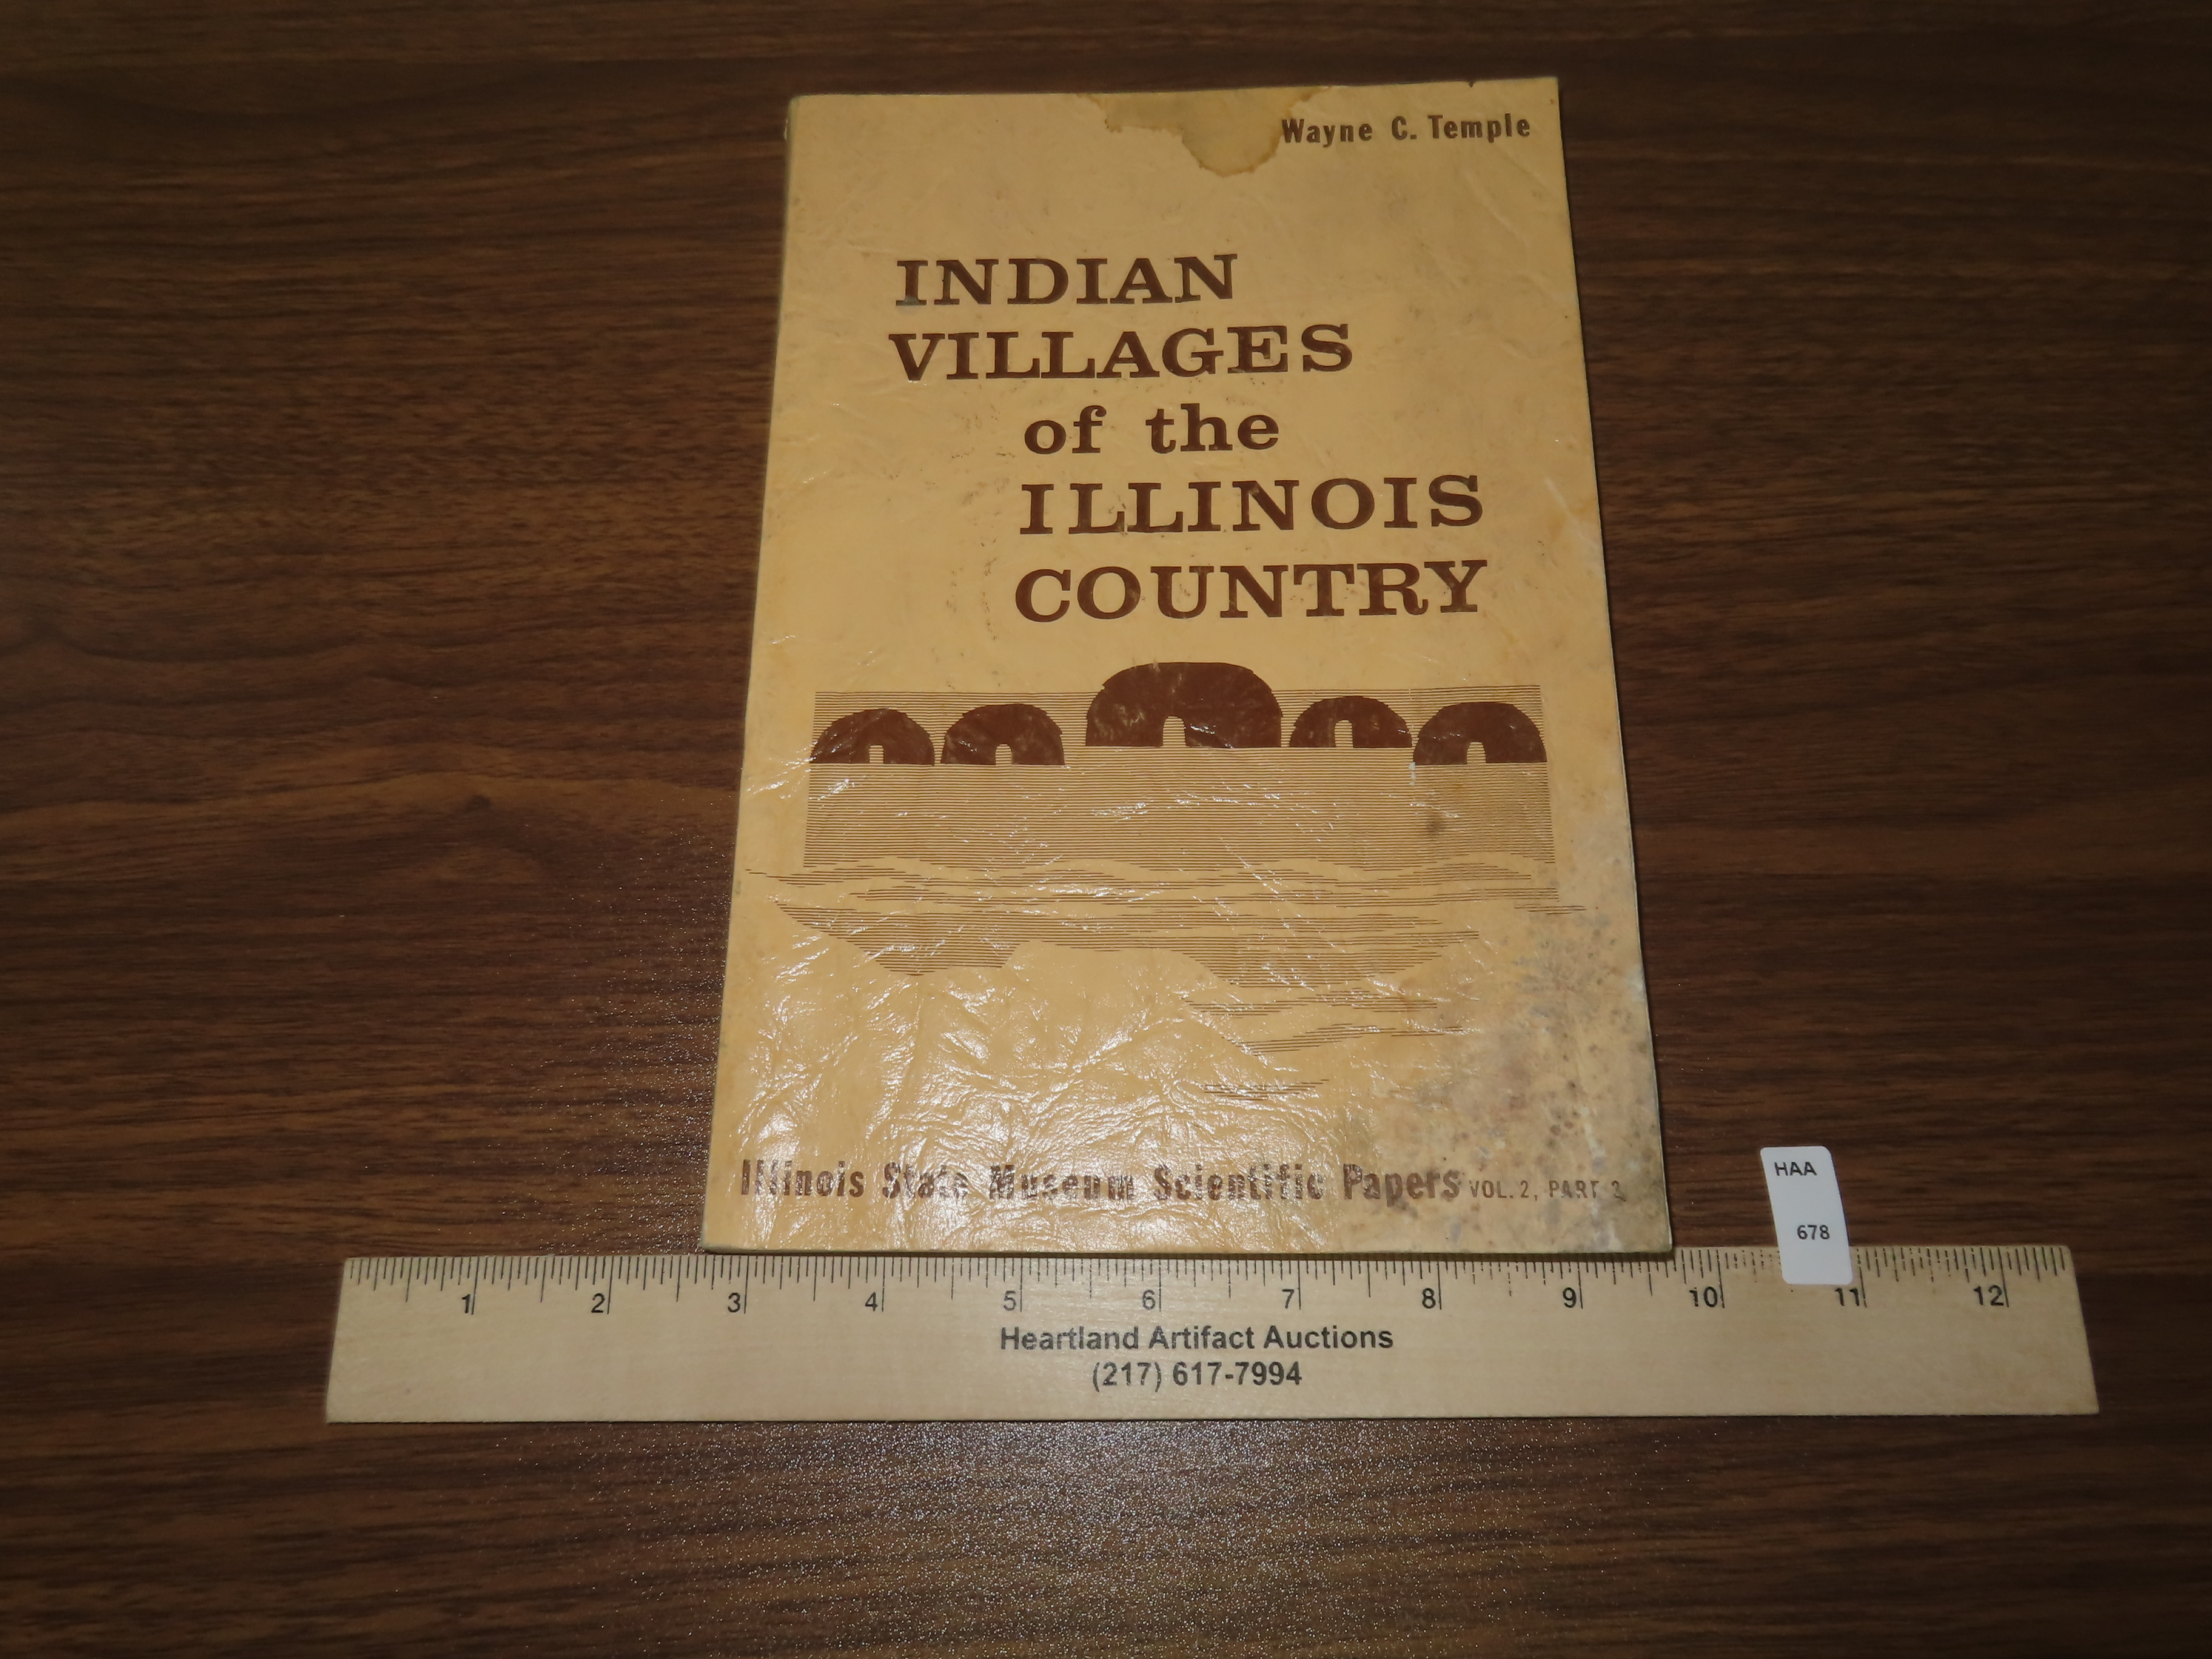 Wayne C. Temple
INDIAN
VILLAGES
of the
ILLINOIS
COUNTRY
Illinois State Museum Scientific Papers VOL. 2, PART 2
HAA
678
1 2 3 4 5 6 7 8 9 10 11 12
Heartland Artifact Auctions
(217) 617-7994